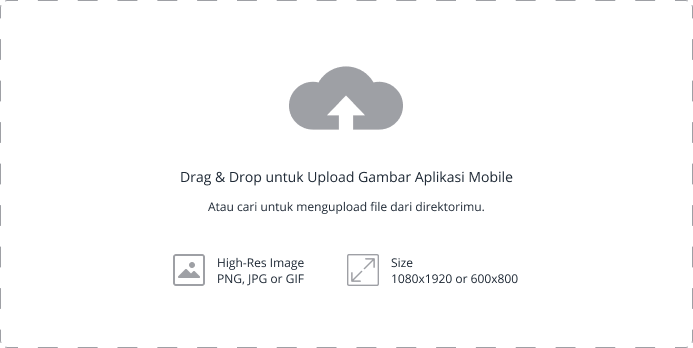 Drag & Drop untuk Upload Gambar Aplikasi Mobile
Atau cari untuk mengupload file dari direktorimu.
High-Res Image
PNG, JPG or GIF
Size
1080x1920 or 600x800